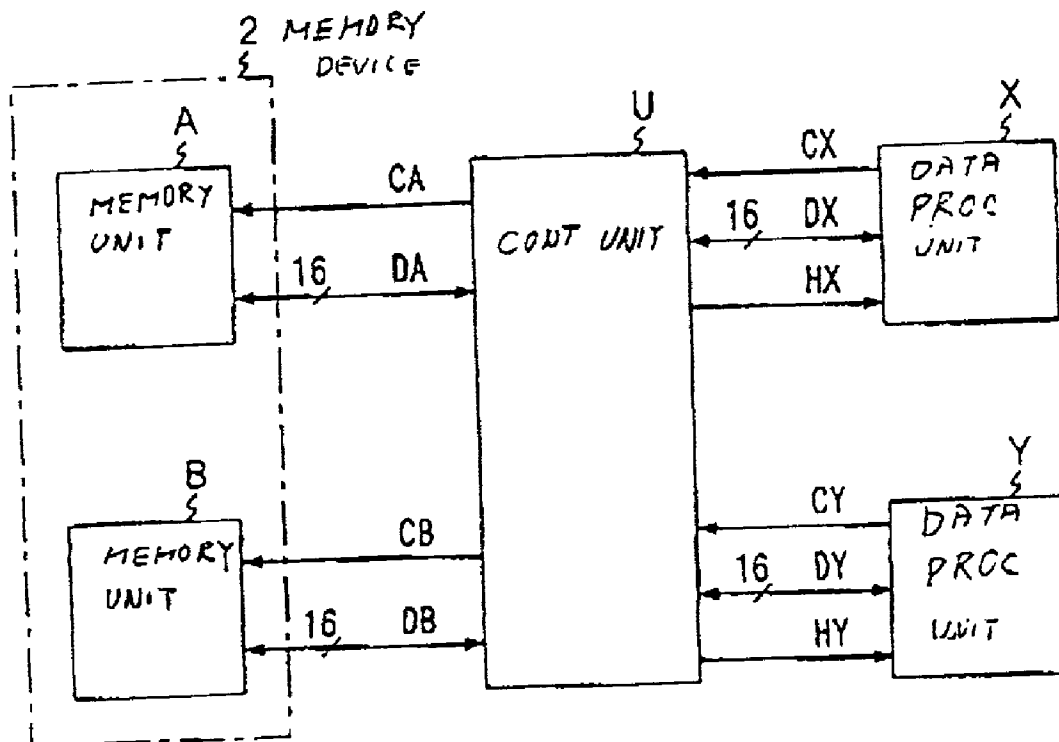 2 MEMORY
DEVICE
A
MEMORY
UNIT
CA
16 DA
B
MEMORY
UNIT
CB
16 DB
U
CONT UNIT
X
DATA
PROC
UNIT
CX
16 DX
HX
Y
DATA
PROC
UNIT
CY
16 DY
HY